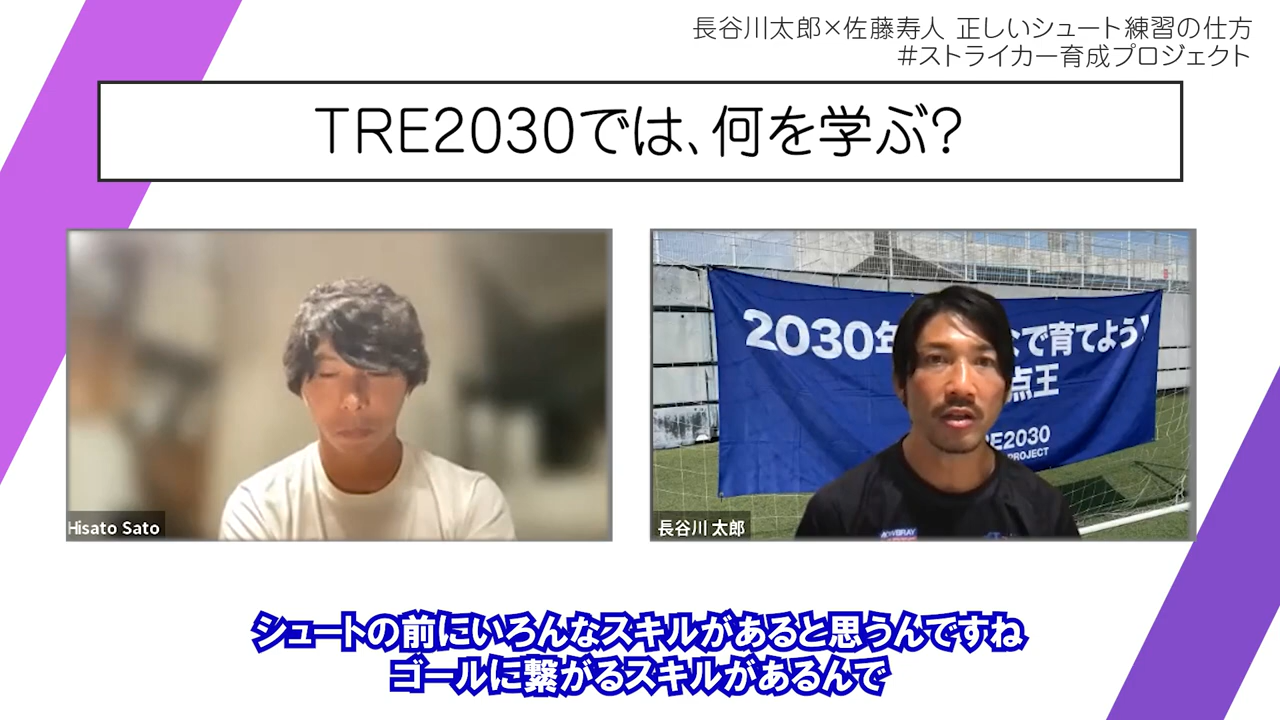 長谷川太郎×佐藤寿人 正しいシュート練習の仕方
#ストライカー育成プロジェクト
TRE2030では、何を学ぶ?
2030年 で育てよう!
点王
RE2030
PROJECT
Hisato Sato
長谷川 太郎
シュートの前にいろんなスキルがあると思うんですね
ゴールに繋がるスキルがあるんで